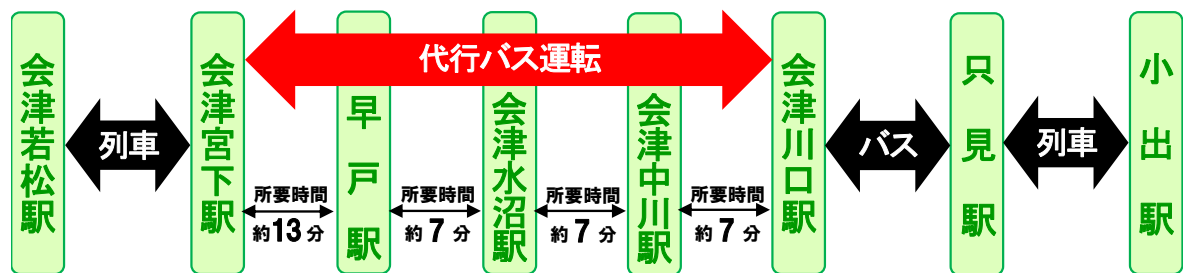 代行バス運転
会津若松駅
列車
会津宮下駅
所要時間
約13分
早戸駅
所要時間
約7分
会津水沼駅
所要時間
約7分
会津中川駅
所要時間
約7分
会津川口駅
バス
只見駅
列車
小出駅